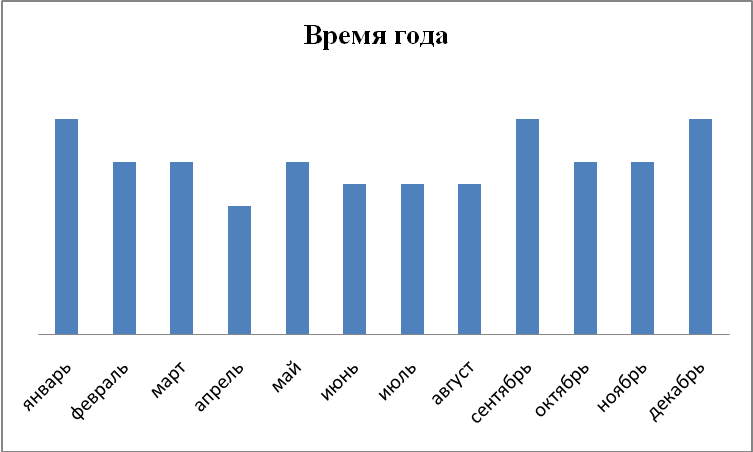 Время года
январь
февраль
март
апрель
май
июнь
июль
август
сентябрь
октябрь
ноябрь
декабрь